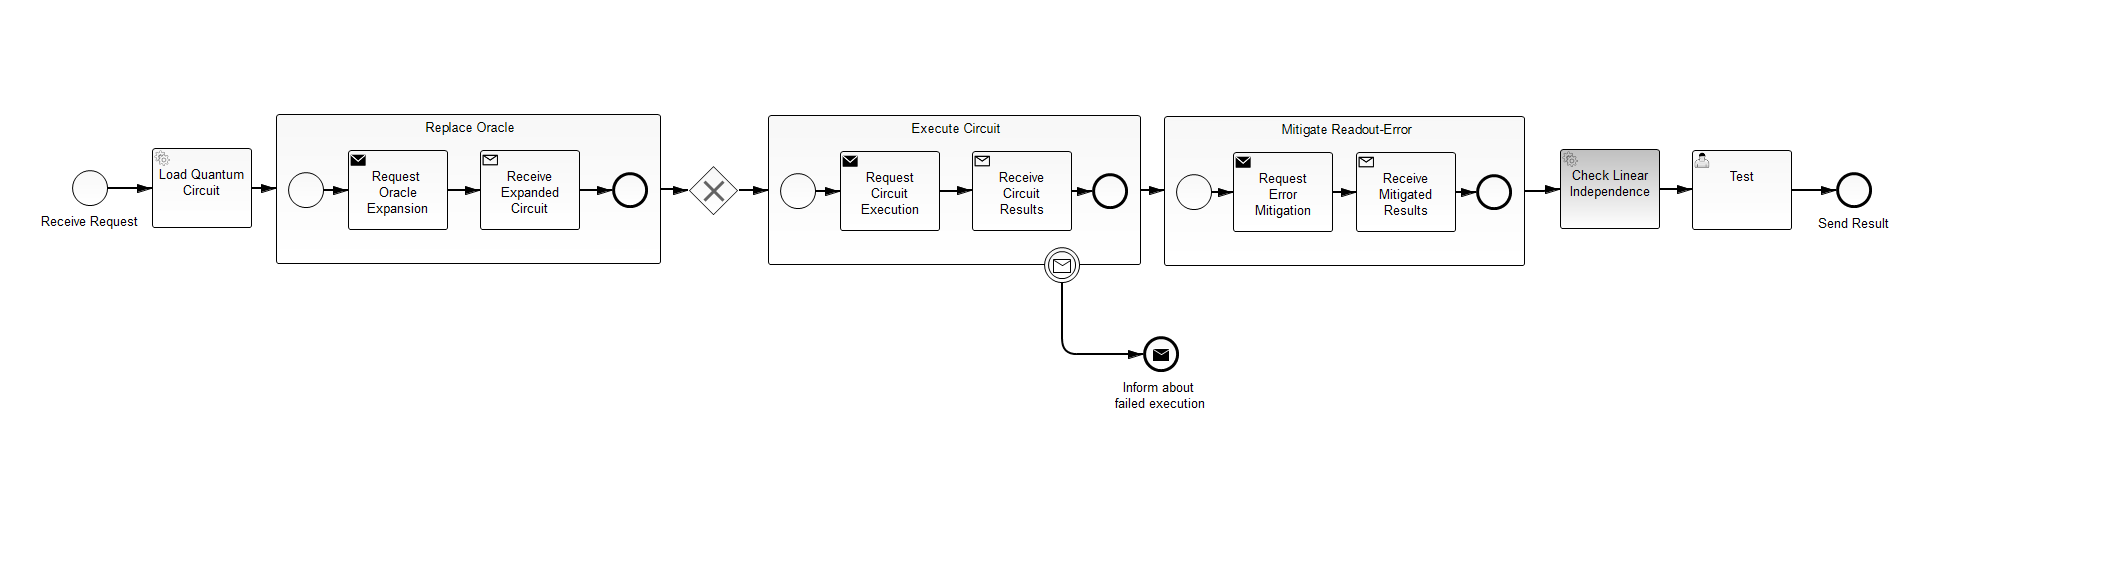 Receive Request
Load Quantum
Circuit
Replace Oracle
Request
Oracle
Expansion
Receive
Expanded
Circuit
Execute Circuit
Request
Circuit
Execution
Receive
Circuit
Results
Inform about
failed execution
Mitigate Readout-Error
Request
Error
Mitigation
Receive
Mitigated
Results
Check Linear
Independence
Test
Send Result